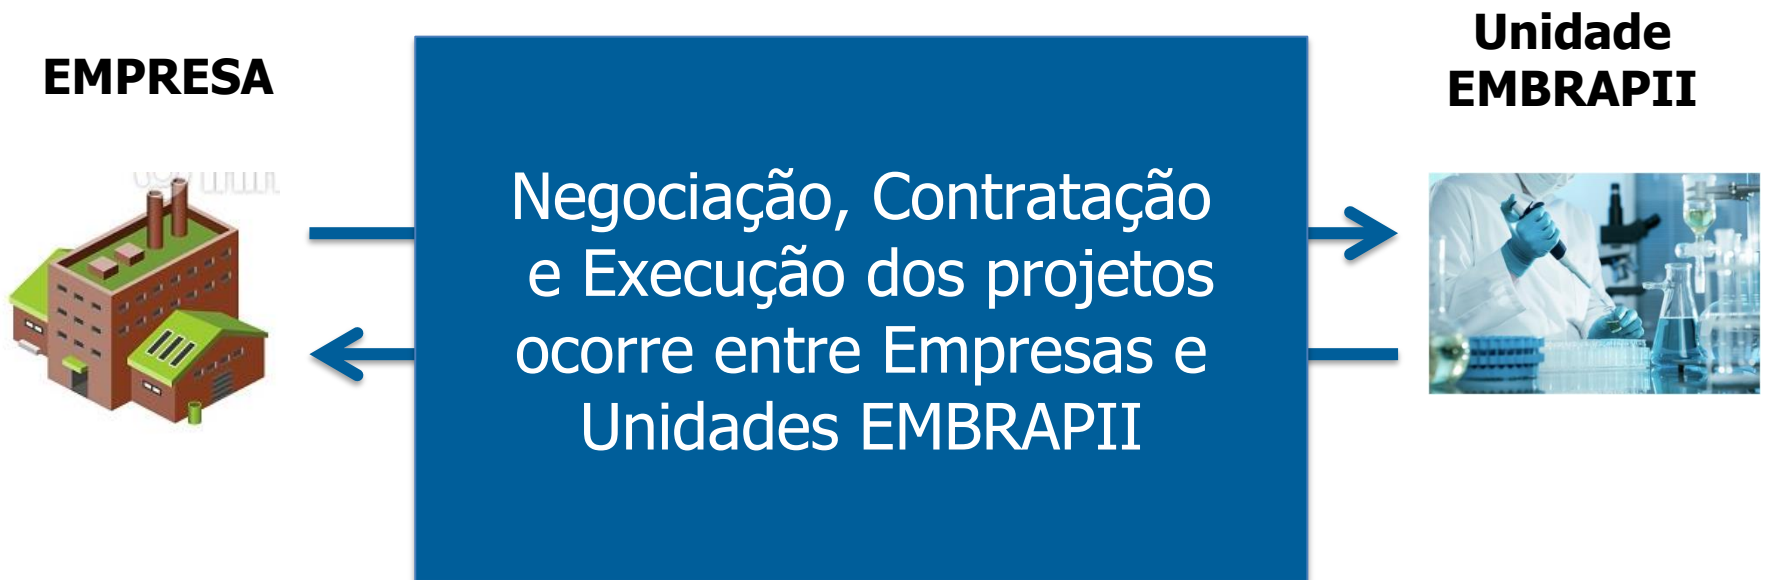 EMPRESA
Negociação, Contratação
e Execução dos projetos
ocorre entre Empresas e
Unidades EMBRAPII
Unidade
EMBRAPII